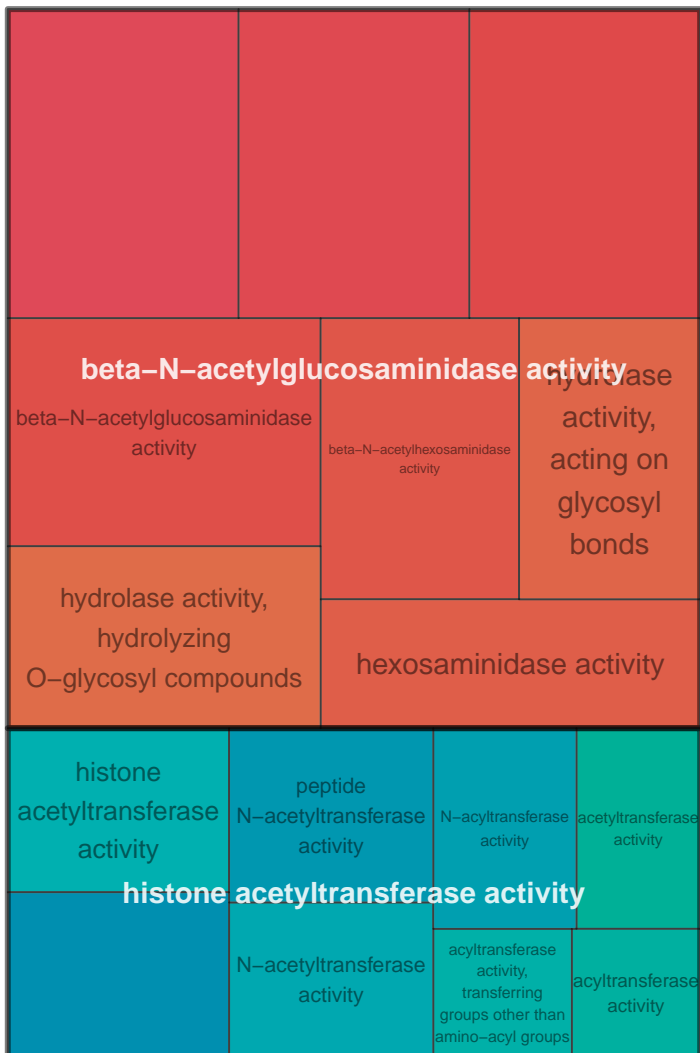 beta–N–acetylglucosaminidase activity
beta–N–acetylglucosaminidase
activity
beta–N–acetylhexosaminidase
activity
hydrolase
activity,
acting on
glycosyl
bonds
hydrolase activity,
hydrolyzing
O–glycosyl compounds
hexosaminidase activity
histone
acetyltransferase
activity
peptide
N–acetyltransferase
activity
N–acyltransferase
activity
acetyltransferase
activity
histone acetyltransferase activity
N–acetyltransferase
activity
acyltransferase
activity,
transferring
groups other than
amino–acyl groups
acyltransferase
activity